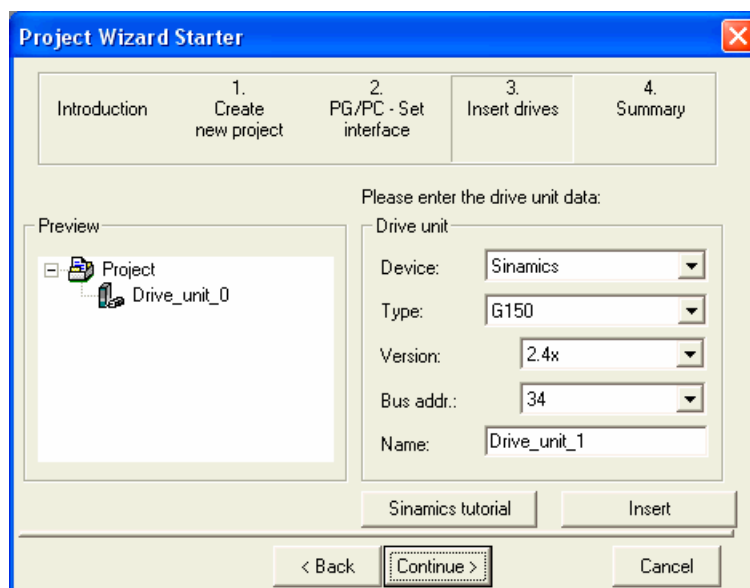 Project Wizard Starter
Introduction
1.
Create
new project
2.
PG/PC - Set
interface
3.
Insert drives
4.
Summary
Please enter the drive unit data:
Preview
Project
Drive_unit_0
Drive unit
Device: Sinamics
Type: G150
Version: 2.4x
Bus addr.: 34
Name: Drive_unit_1
Sinamics tutorial Insert
< Back Continue > Cancel